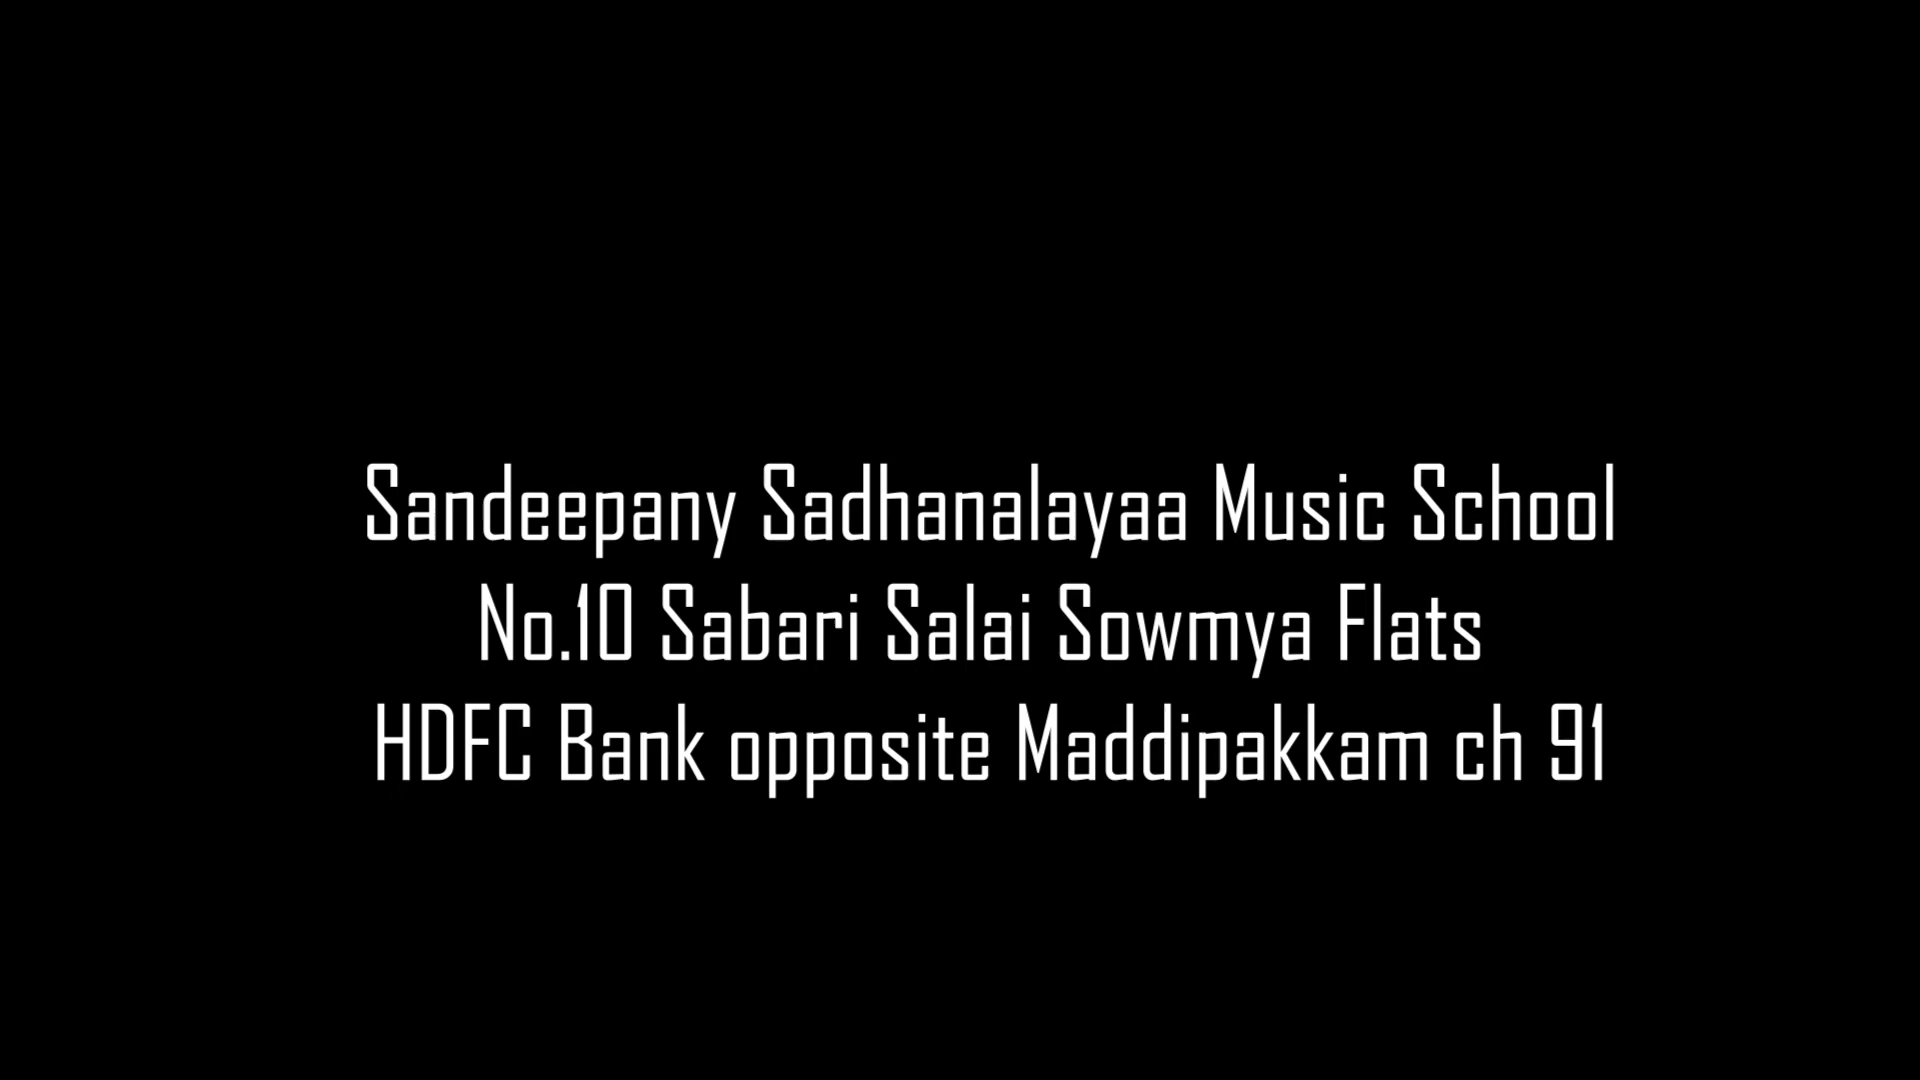 Sandeepany Sadhanalayaa Music School
No.10 Sabari Salai Sowmya Flats
HDFC Bank opposite Maddipakkam ch 91